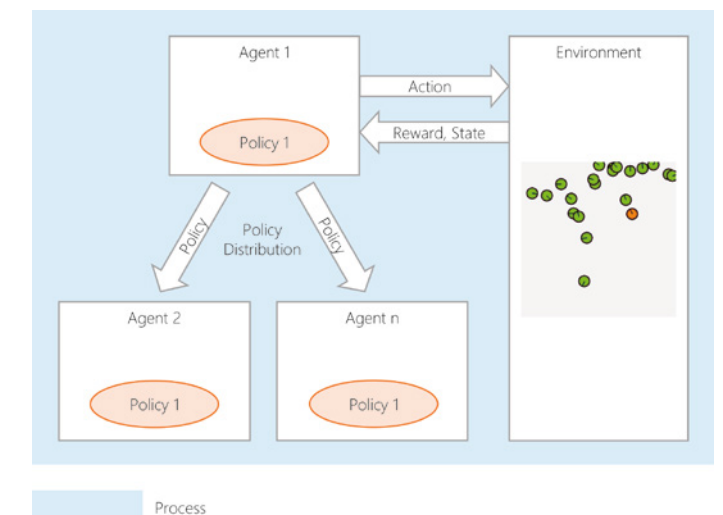 Agent 1
Environment
Action
Reward, State
Policy 1
Policy
Policy
Distribution
Policy
Agent 2
Agent n
Policy 1
Policy 1
Process